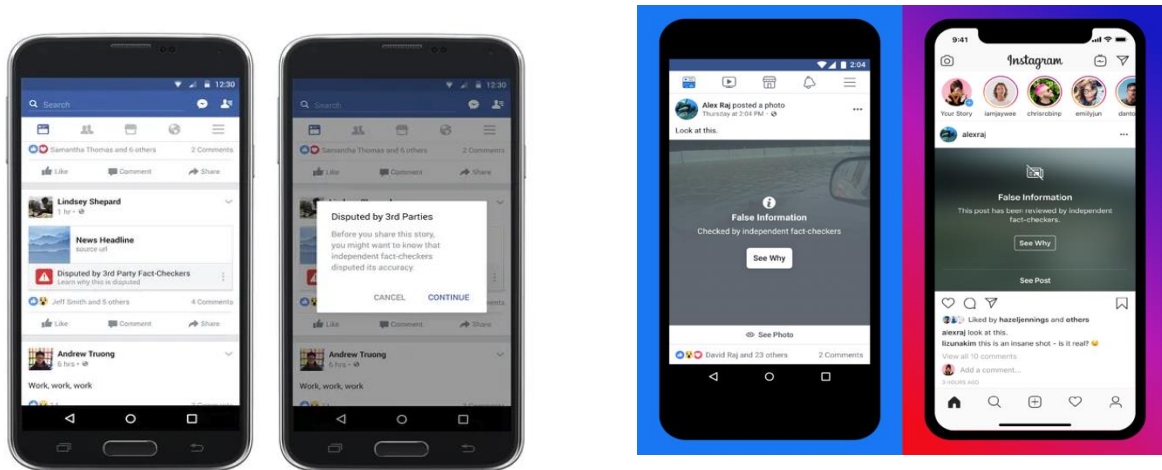 12:30
Search
Samantha Thomas and 6 others 2 Comments
Like Comment Share
Lindsey Shepard
1 hr
News Headline
source url
Disputed by 3rd Party Fact-Checkers
Learn why this is disputed
Jeff Smith and 5 others 4 Comments
Like Comment Share
Andrew Truong
6 hrs
Work, work, work
12:30
Search
Samantha Thomas and 6 others 2 Comments
Like Comment Share
Disputed by 3rd Parties
Before you share this story,
you might want to know that
independent fact-checkers
disputed its accuracy.
CANCEL CONTINUE
Like Comment Share
Andrew Truong
6 hrs
Work, work, work
2:04
Alex Raj posted a photo
Thursday at 2:04 PM
Look at this.
False Information
Checked by independent fact-checkers
See Why
See Photo
David Raj and 23 others 2 Comments
9:41
Instagram
Your Story iamjaywee chrisrobinp emilyjun
alexraj
False Information
This post has been reviewed by independent
fact-checkers.
See Why
See Post
Liked by hazeljennings and others
alexraj look at this.
lizunakim this is an insane shot - is it real?
View all 10 comments
Add a comment...
3 HOURS AGO